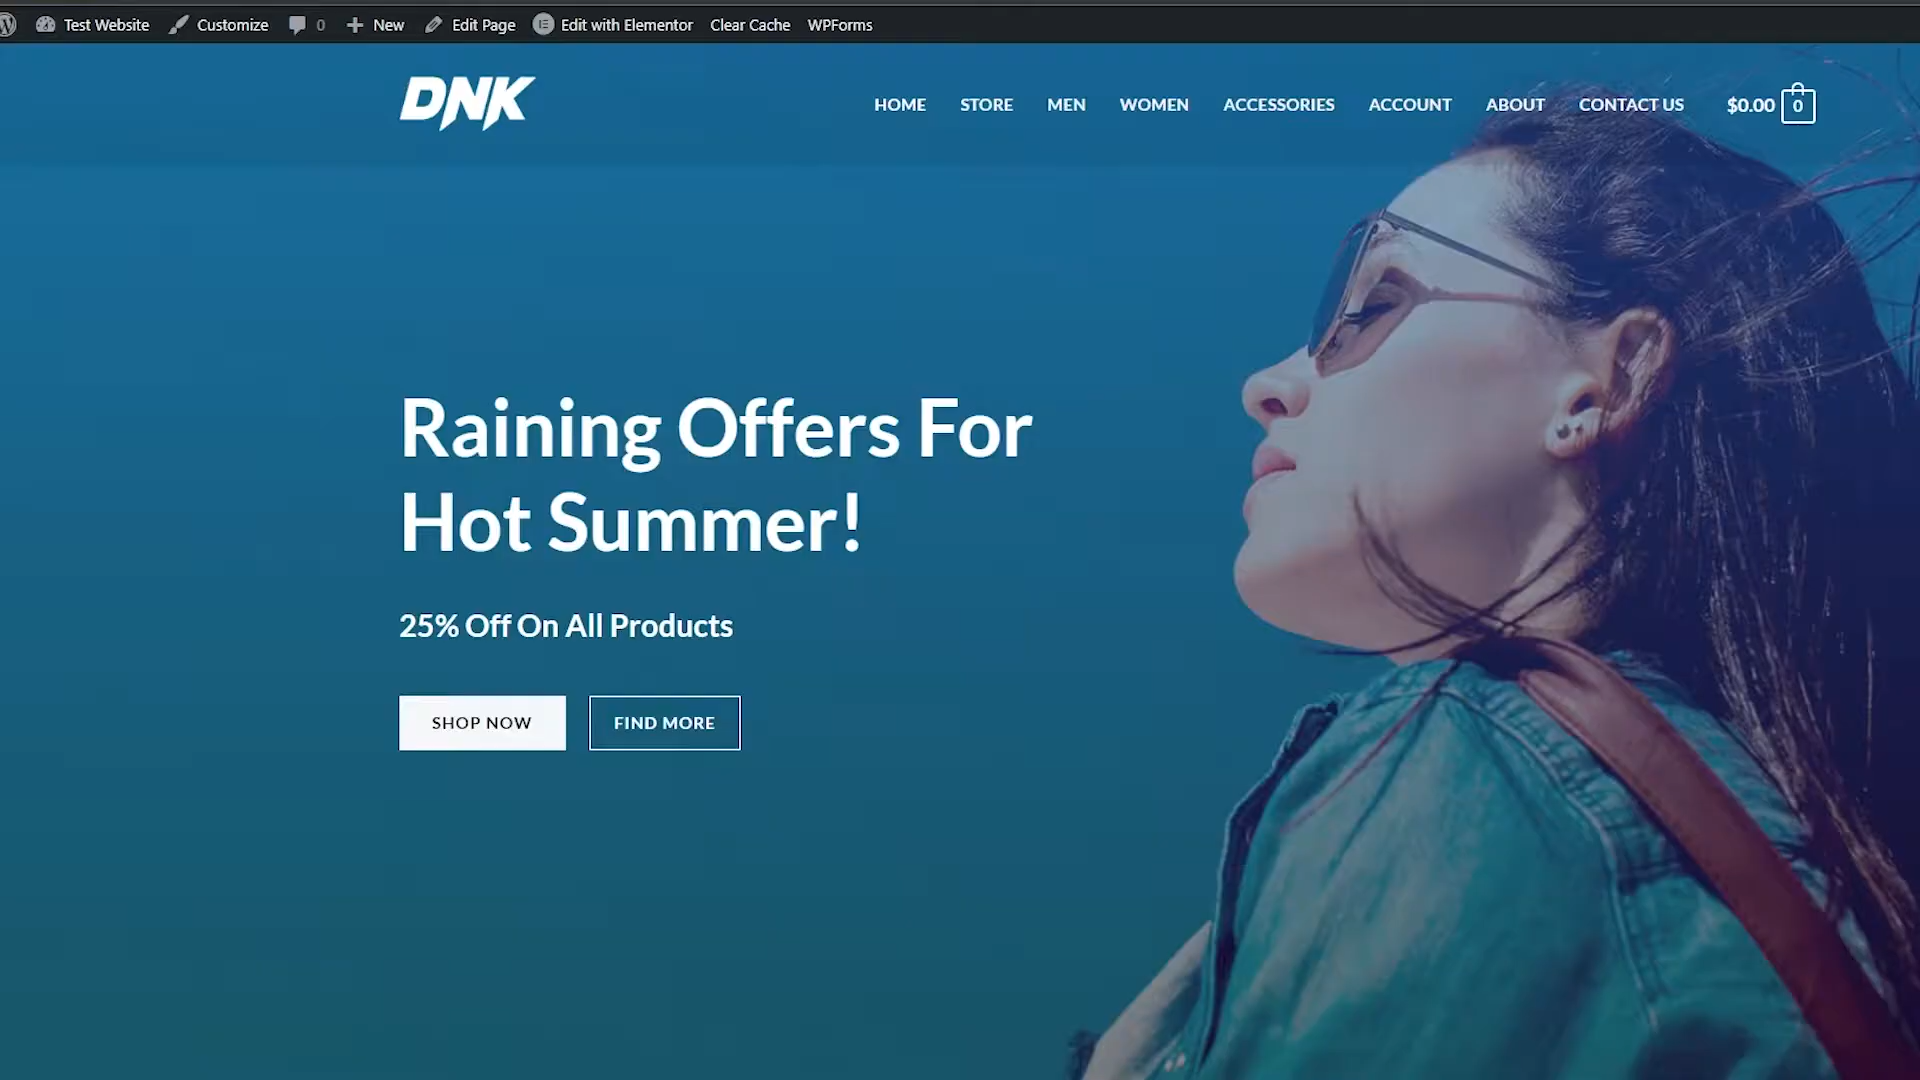 Test Website Customize 0 New Edit Page Edit with Elementor Clear Cache WPForms
DNK
HOME STORE MEN WOMEN ACCESSORIES ACCOUNT ABOUT CONTACT US $0.00 0
Raining Offers For
Hot Summer!
25% Off On All Products
SHOP NOW FIND MORE